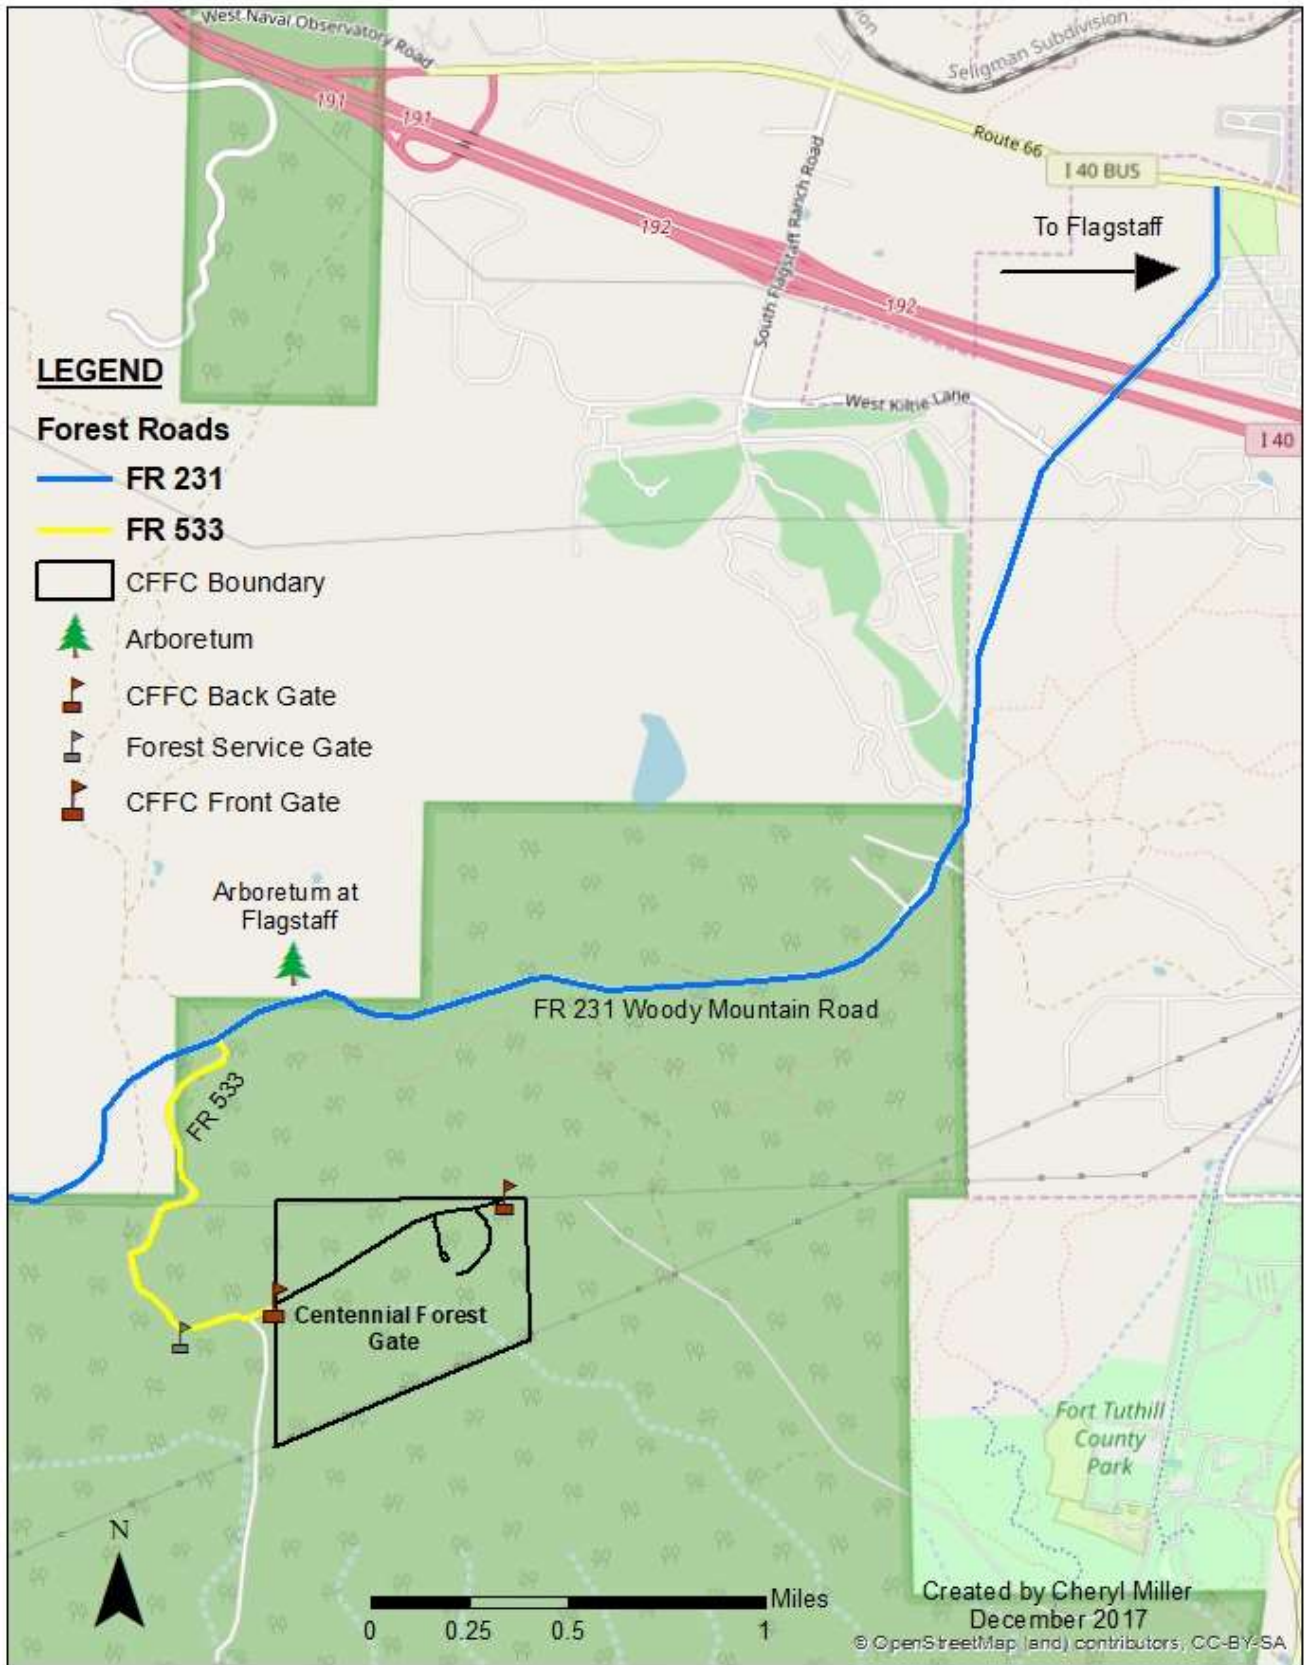 West Naval Observatory Road
ion
Seligman Subdivision
191
191
Route 66
I 40 BUS
South Flagstaff Ranch Road
192
To Flagstaff
192
LEGEND
West Kiltie Lane
Forest Roads
I 40
FR 231
FR 533
CFFC Boundary
Arboretum
CFFC Back Gate
Forest Service Gate
CFFC Front Gate
Arboretum at
Flagstaff
FR 231 Woody Mountain Road
FR 533
Centennial Forest
Gate
Fort Tuthill
County
Park
N
Miles
0 0.25 0.5 1
Created by Cheryl Miller
December 2017
© OpenStreetMap (and) contributors, CC-BY-SA